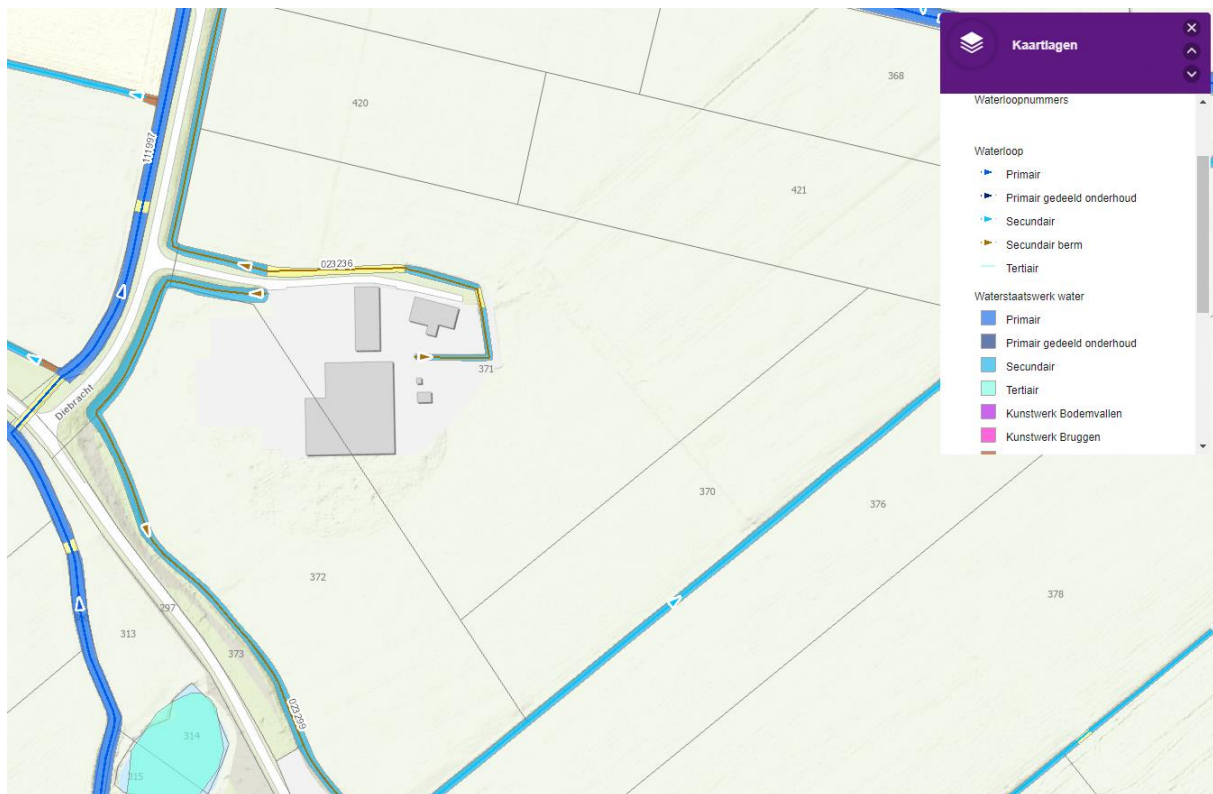 Kaartlagen
Waterloopnummers
Waterloop
Primair
Primair gedeeld onderhoud
Secundair
Secundair berm
Tertiair
Waterstaatswerk water
Primair
Primair gedeeld onderhoud
Secundair
Tertiair
Kunstwerk Bodemvallen
Kunstwerk Bruggen
368
420
111997
421
023236
371
Diebracht
370
376
372
378
297
313
373
023299
314
315